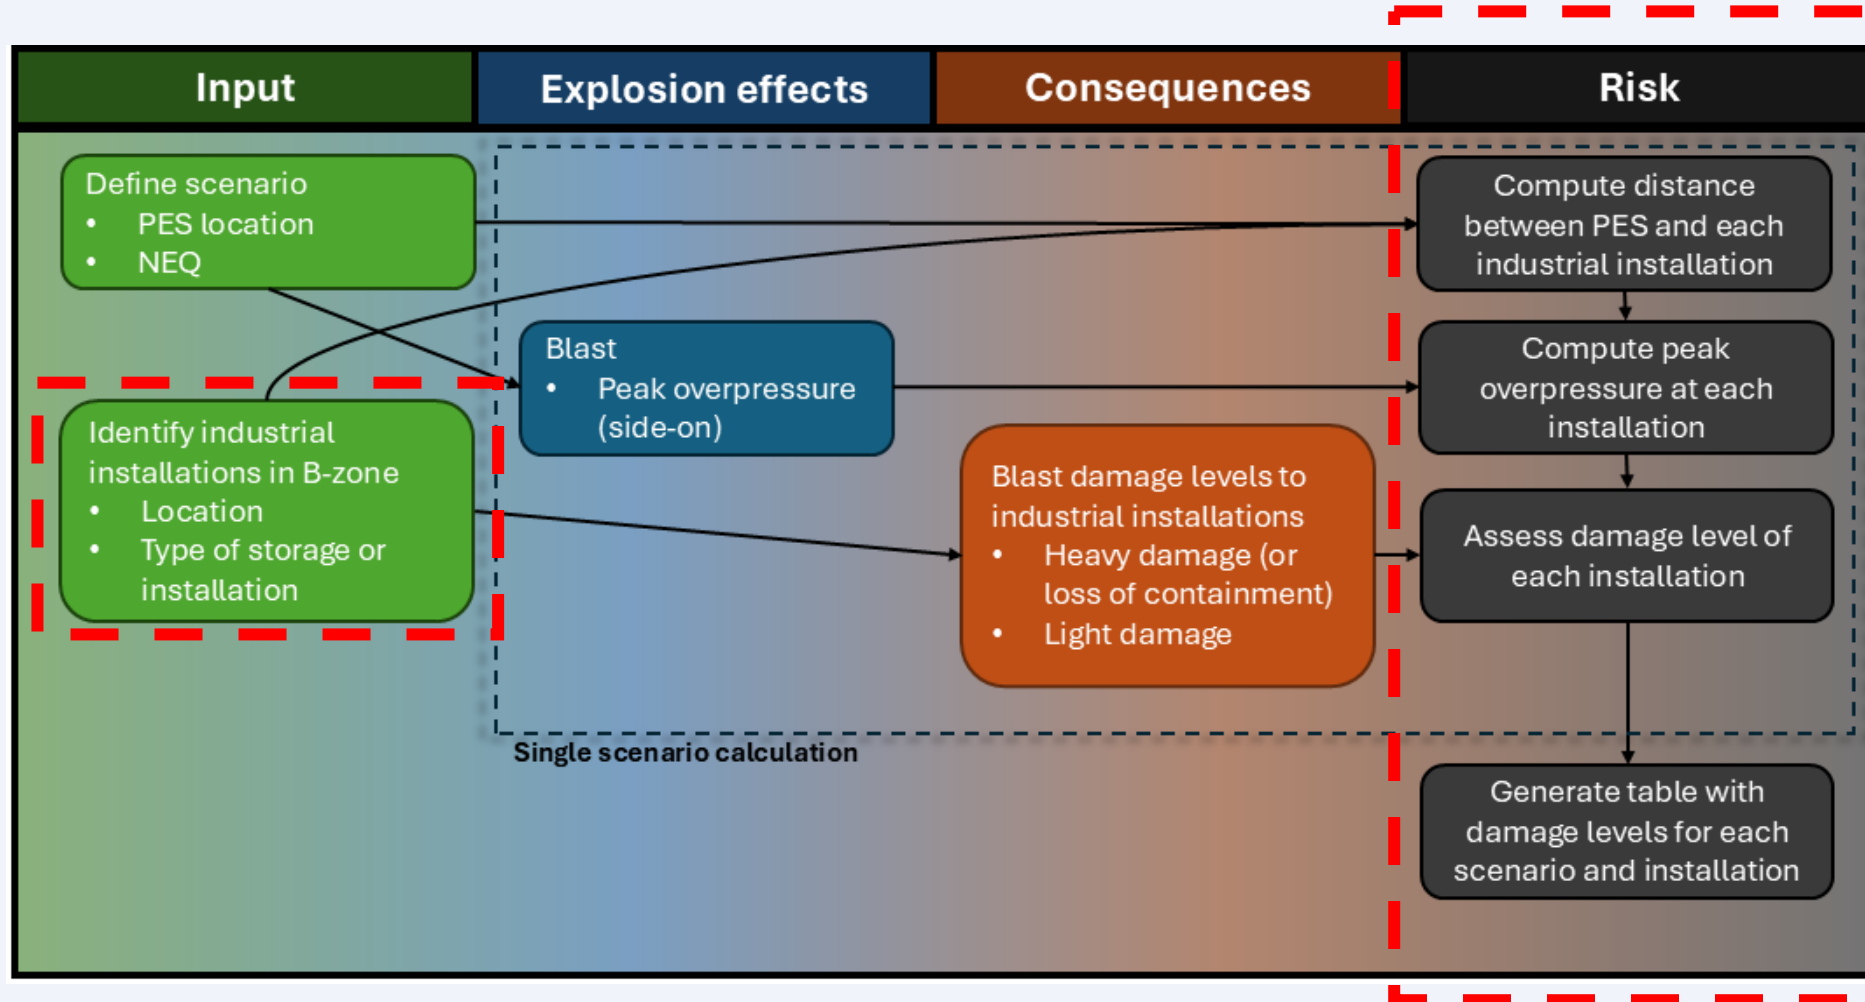 Input
Explosion effects
Consequences
Risk
Define scenario
• PES location
• NEQ
Identify industrial
installations in B-zone
• Location
• Type of storage or
installation
Blast
• Peak overpressure
(side-on)
Blast damage levels to
industrial installations
• Heavy damage (or
loss of containment)
• Light damage
Compute distance
between PES and each
industrial installation
Compute peak
overpressure at each
installation
Assess damage level of
each installation
Single scenario calculation
Generate table with
damage levels for each
scenario and installation